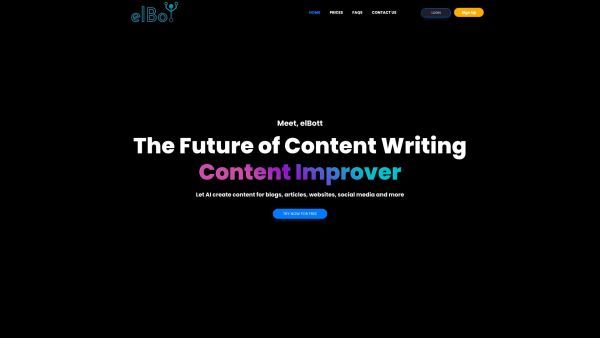 elBot
HOME PRICES FAQS CONTACT US LOGIN Sign Up
Meet, elBott
The Future of Content Writing
Content Improver
Let AI create content for blogs, articles, websites, social media and more
TRY NOW FOR FREE